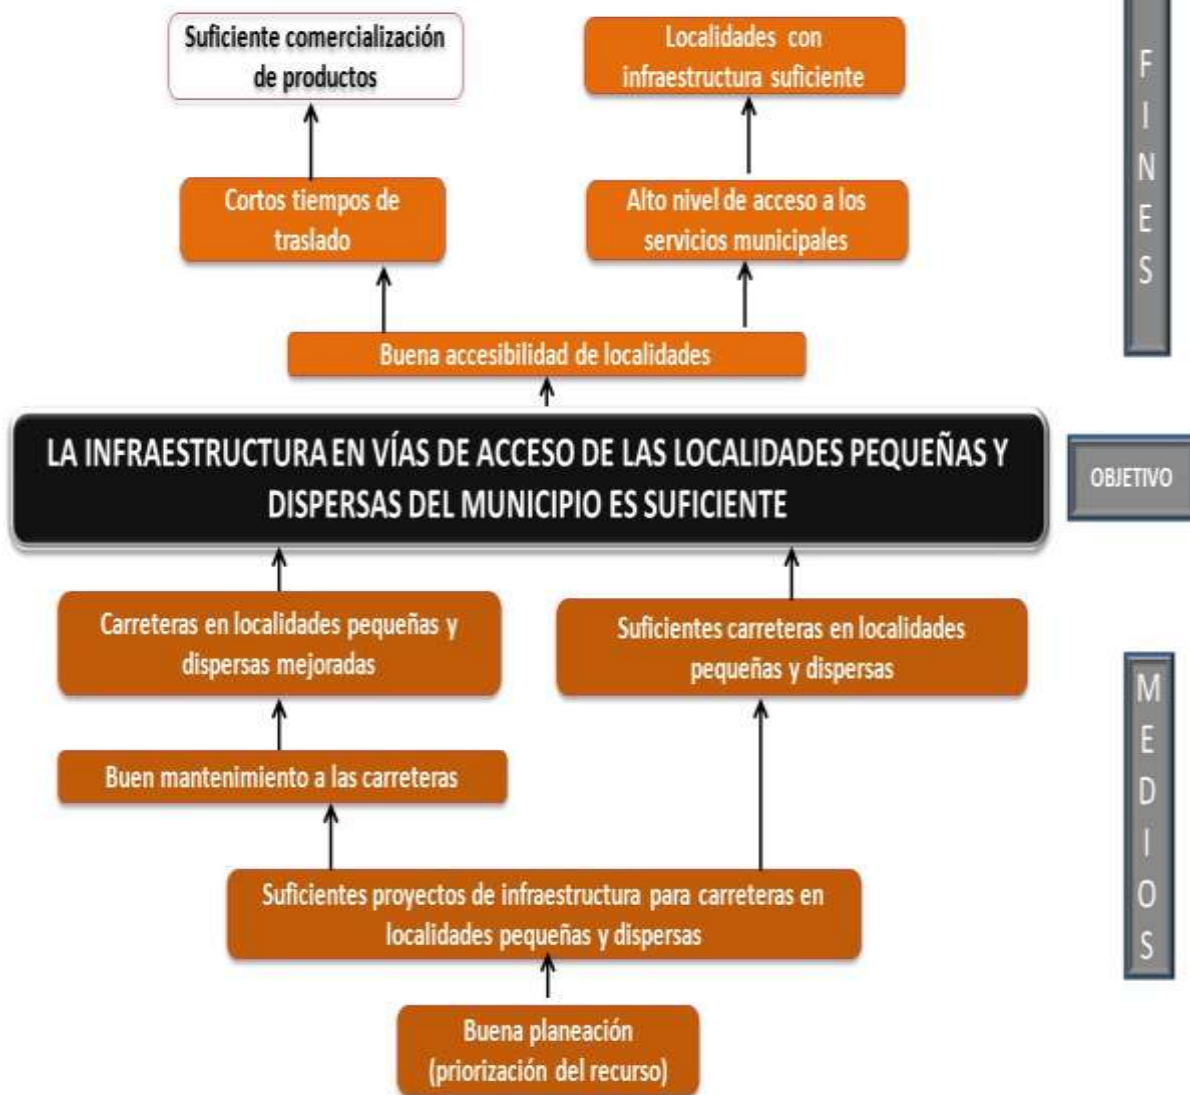 Suficiente comercialización
de productos
Localidades con
infraestructura suficiente
FINES
Cortos tiempos de
traslado
Alto nivel de acceso a los
servicios municipales
Buena accesibilidad de localidades
LA INFRAESTRUCTURA EN VÍAS DE ACCESO DE LAS LOCALIDADES PEQUEÑAS Y
DISPERSAS DEL MUNICIPIO ES SUFICIENTE
OBJETIVO
Carreteras en localidades pequeñas y
dispersas mejoradas
Suficientes carreteras en localidades
pequeñas y dispersas
MEDIOS
Buen mantenimiento a las carreteras
Suficientes proyectos de infraestructura para carreteras en
localidades pequeñas y dispersas
Buena planeación
(priorización del recurso)